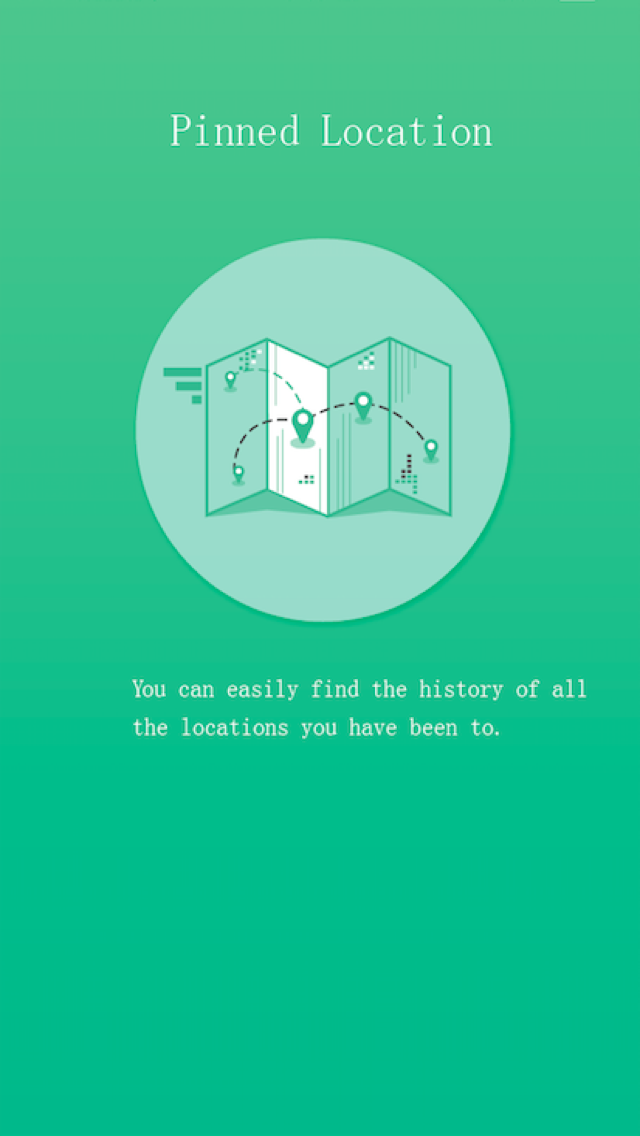 Pinned Location
You can easily find the history of all
the locations you have been to.